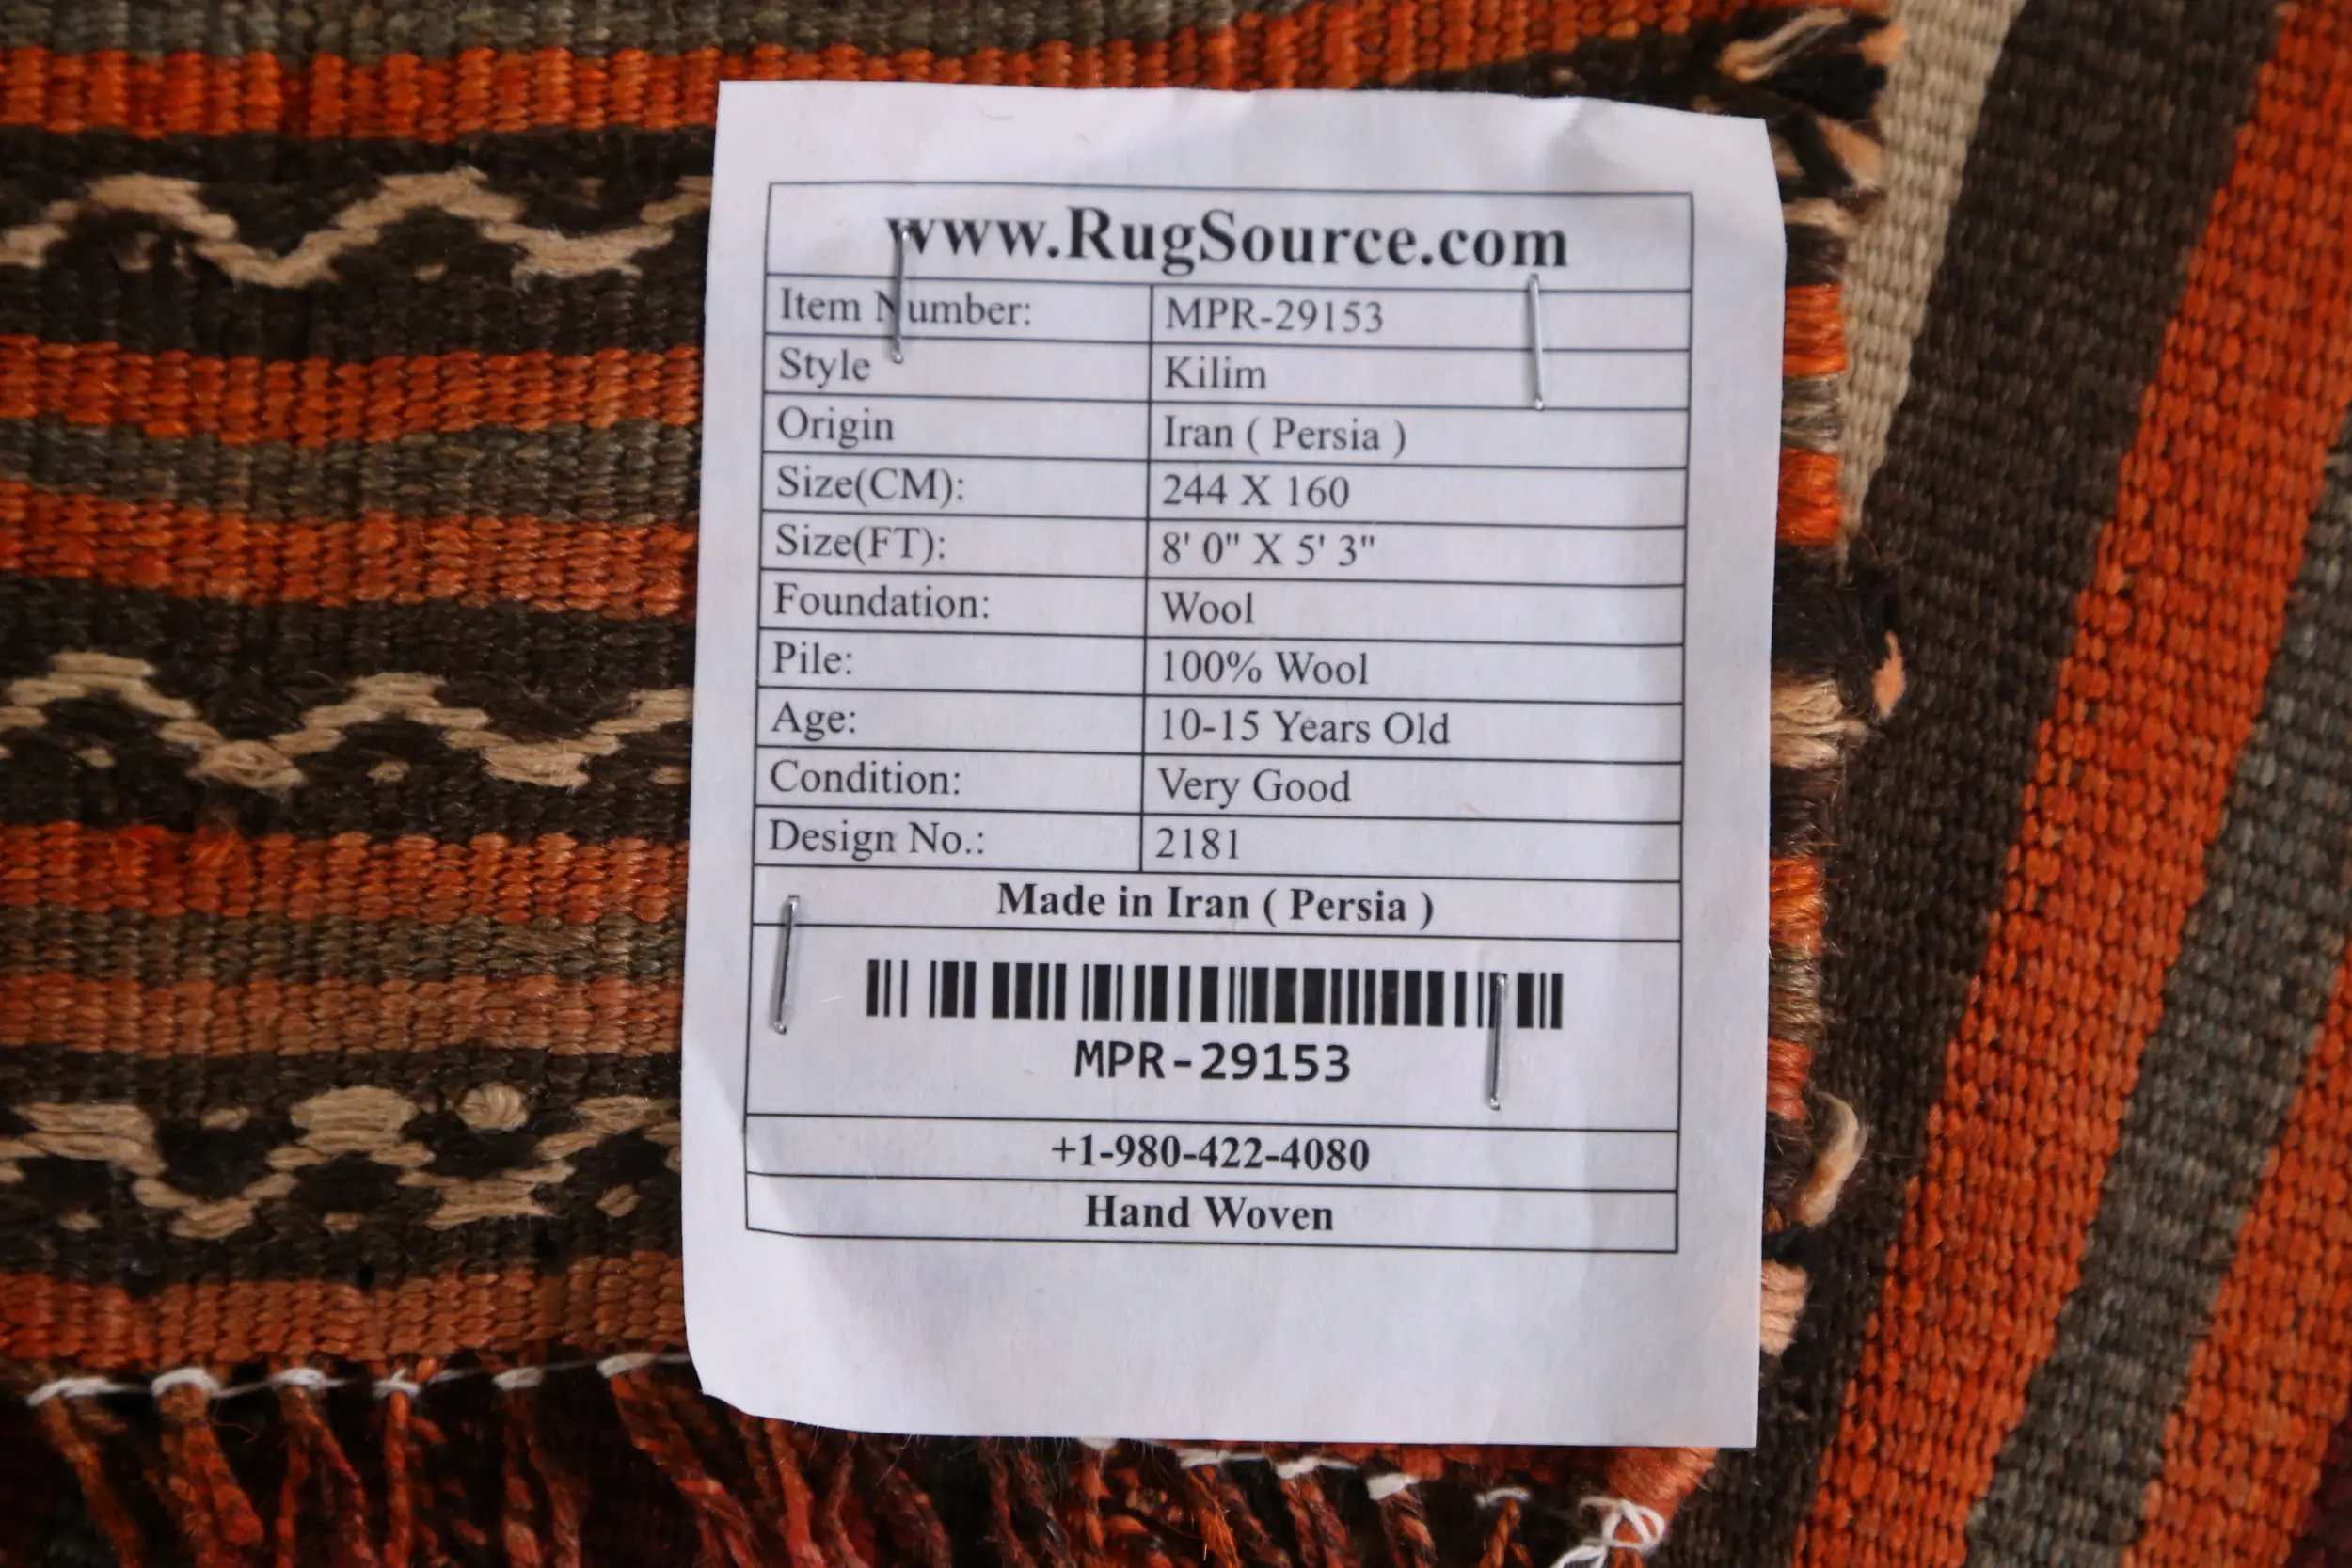 www.RugSource.com
Item Number: MPR-29153
Style Kilim
Origin Iran ( Persia )
Size(CM): 244 X 160
Size(FT): 8' 0" X 5' 3"
Foundation: Wool
Pile: 100% Wool
Age: 10-15 Years Old
Condition: Very Good
Design No.: 2181
Made in Iran ( Persia )
MPR-29153
+1-980-422-4080
Hand Woven